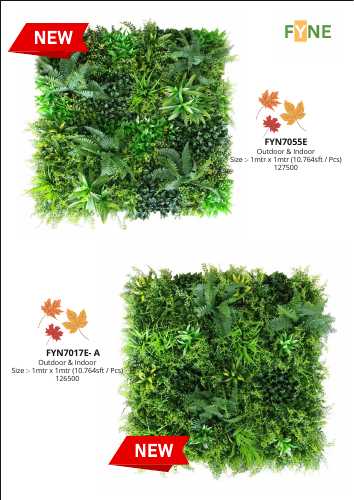 NEW
FYNE
FYN7055E
Outdoor & Indoor
Size :- 1mtr x 1mtr (10.764sft / Pcs)
127500
FYN7017E- A
Outdoor & Indoor
Size :- 1mtr x 1mtr (10.764sft / Pcs)
126500
NEW